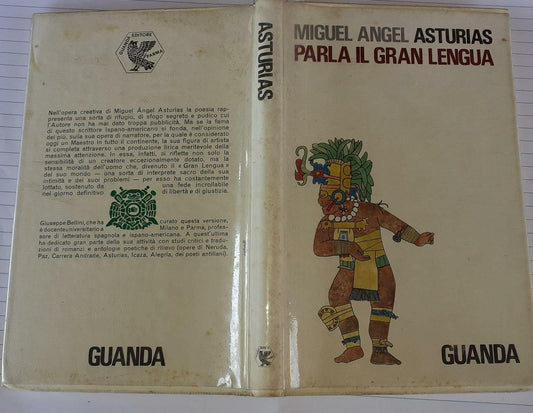 GUANDA EDITORE PARMA
Nell'opera creativa di Miguel Ángel Asturias la poesia rap-
presenta una sorta di rifugio, di sfogo segreto e pudico cui
l'Autore non ha mai dato troppa pubblicità. Ma se la fama
di questo scrittore ispano-americano si fonda, nell'opinione
dei più, sulla sua opera di narratore, per la quale è considerato
oggi un Maestro in tutto il continente, la sua figura di artista
si completa attraverso una produzione lirica meritevole della
massima attenzione. In essa, infatti, si riflette non solo la
sensibilità di un creatore eccezionalmente dotato, ma la
stessa moralità dell'uomo che, divenuto il « Gran Lengua »
del suo mondo — una sorta di interprete sacro della sua
intimità e dei suoi problemi — per esso ha costantemente
lottato, sostenuto da una fede incrollabile
nel giorno definitivo di libertà e di giustizia.
Giuseppe Bellini, che ha curato questa versione,
è docente universitario a Milano e Parma, profes-
sore di letteratura spagnola e ispano-americana. A quest'ultima
ha dedicato gran parte della sua attività con studi critici e tradu-
zioni di romanzi e antologie poetiche di rilievo (opere di Neruda,
Paz, Carrera Andrade, Asturias, Icaza, Alegría, dei poeti antillani).
GUANDA
ASTURIAS
MIGUEL ANGEL ASTURIAS
PARLA IL GRAN LENGUA
GUANDA